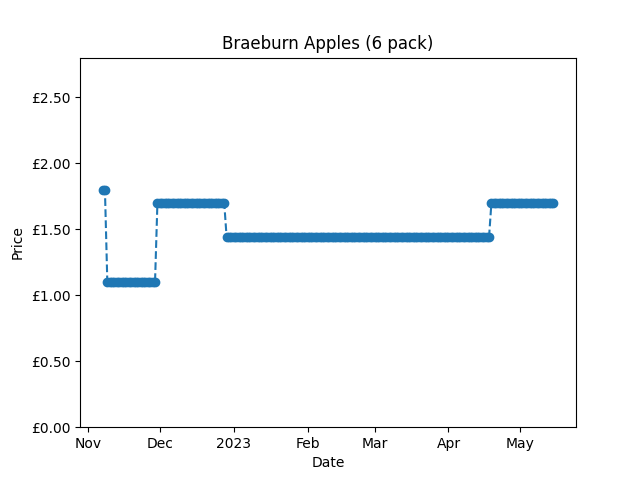 Braeburn Apples (6 pack)
Price
£2.50
£2.00
£1.50
£1.00
£0.50
£0.00
Nov Dec 2023 Feb Mar Apr May
Date